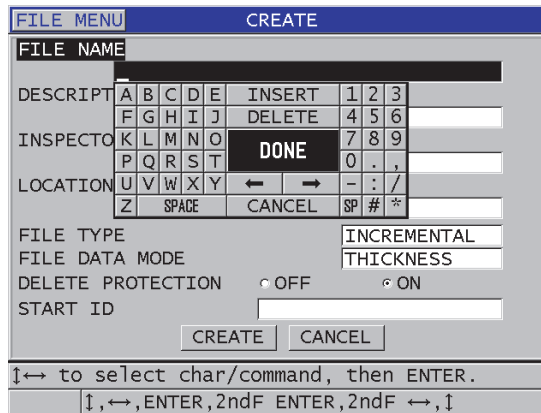 FILE MENU CREATE
FILE NAME
DESCRIPT
A B C D E INSERT 1 2 3
F G H I J DELETE 4 5 6
INSPECTO
K L M N O DONE 7 8 9
P Q R S T 0 . ,
LOCATION
U V W X Y ← → - : /
Z SPACE CANCEL SP # *
FILE TYPE INCREMENTAL
FILE DATA MODE THICKNESS
DELETE PROTECTION OFF ON
START ID
CREATE CANCEL
↕↔ to select char/command, then ENTER.
↕,↔,ENTER,2ndF ENTER,2ndF ↔,↕